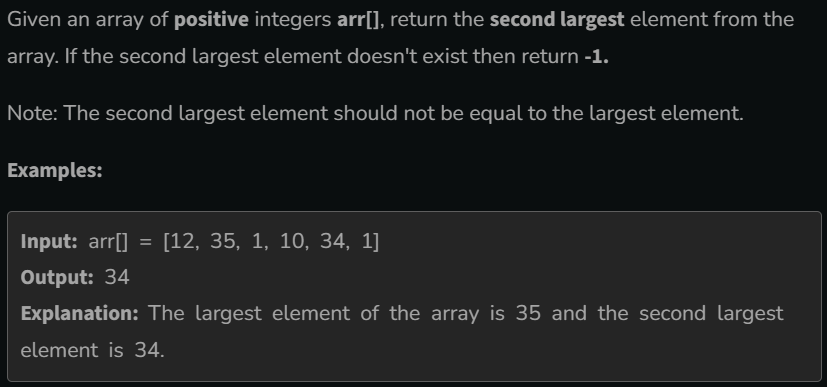 Given an array of positive integers arr[], return the second largest element from the
array. If the second largest element doesn't exist then return -1.
Note: The second largest element should not be equal to the largest element.
Examples:
Input: arr[] = [12, 35, 1, 10, 34, 1]
Output: 34
Explanation: The largest element of the array is 35 and the second largest
element is 34.